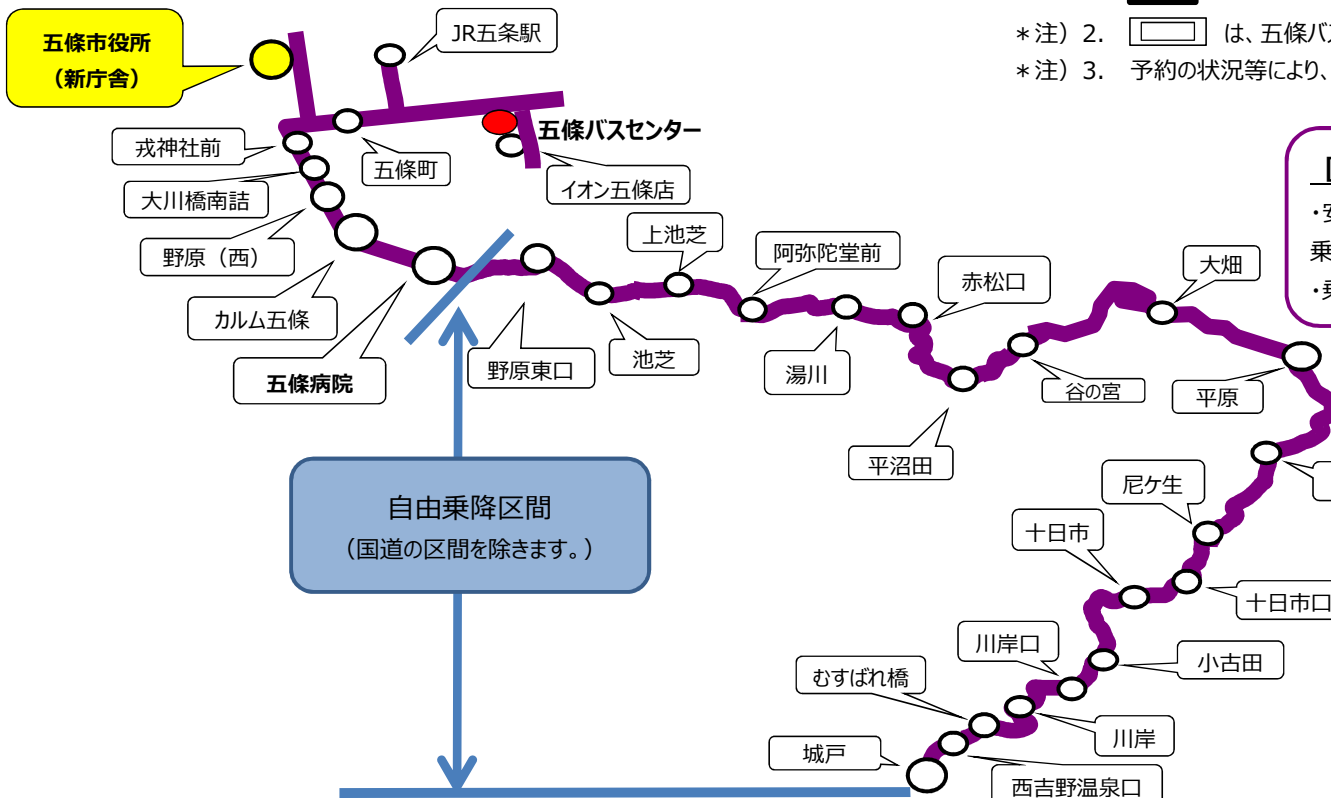 ＊注）2. は、五條バス
＊注）3. 予約の状況等により、
五條市役所
（新庁舎）
JR五条駅
戎神社前
五條町
五條バスセンター
イオン五條店
大川橋南詰
野原（西）
カルム五條
五條病院
野原東口
池芝
上池芝
阿弥陀堂前
湯川
赤松口
平沼田
谷の宮
大畑
平原
自由乗降区間
（国道の区間を除きます。）
尼ケ生
十日市
十日市口
川岸口
小古田
むすばれ橋
川岸
城戸
西吉野温泉口